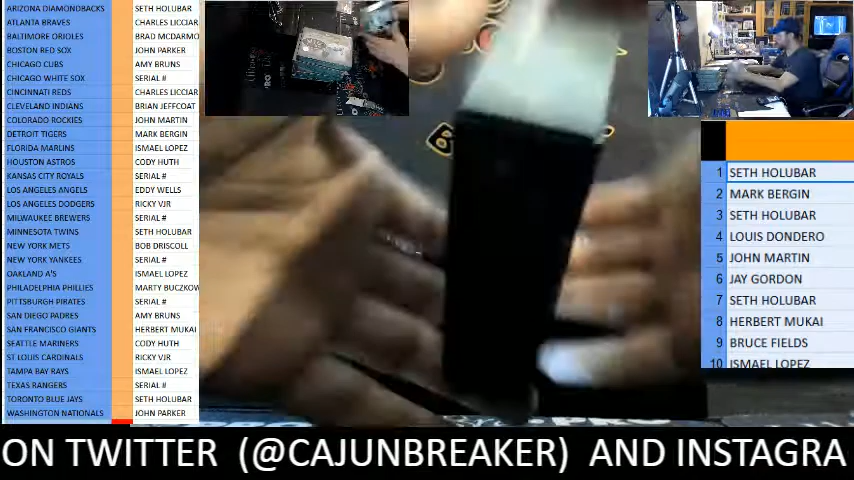 ARIZONA DIAMONDBACKS SETH HOLUBAR
ATLANTA BRAVES CHARLES LICCIAR
BALTIMORE ORIOLES BRAD MCDARMO
BOSTON RED SOX JOHN PARKER
CHICAGO CUBS AMY BRUNS
CHICAGO WHITE SOX SERIAL #
CINCINNATI REDS CHARLES LICCIAR
CLEVELAND INDIANS BRIAN JEFFCOAT
COLORADO ROCKIES JOHN MARTIN
DETROIT TIGERS MARK BERGIN
FLORIDA MARLINS ISMAEL LOPEZ
HOUSTON ASTROS CODY HUTH
KANSAS CITY ROYALS SERIAL #
LOS ANGELES ANGELS EDDY WELLS
LOS ANGELES DODGERS RICKY VJR
MILWAUKEE BREWERS SERIAL #
MINNESOTA TWINS SETH HOLUBAR
NEW YORK METS BOB DRISCOLL
NEW YORK YANKEES SERIAL #
OAKLAND A'S ISMAEL LOPEZ
PHILADELPHIA PHILLIES MARTY BUCZKOW
PITTSBURGH PIRATES SERIAL #
SAN DIEGO PADRES AMY BRUNS
SAN FRANCISCO GIANTS HERBERT MUKAI
SEATTLE MARINERS CODY HUTH
ST LOUIS CARDINALS RICKY VJR
TAMPA BAY RAYS ISMAEL LOPEZ
TEXAS RANGERS SERIAL #
TORONTO BLUE JAYS SETH HOLUBAR
WASHINGTON NATIONALS JOHN PARKER
1 SETH HOLUBAR
2 MARK BERGIN
3 SETH HOLUBAR
4 LOUIS DONDERO
5 JOHN MARTIN
6 JAY GORDON
7 SETH HOLUBAR
8 HERBERT MUKAI
9 BRUCE FIELDS
10 ISMAEL LOPEZ
ON TWITTER (@CAJUNBREAKER) AND INSTAGRA